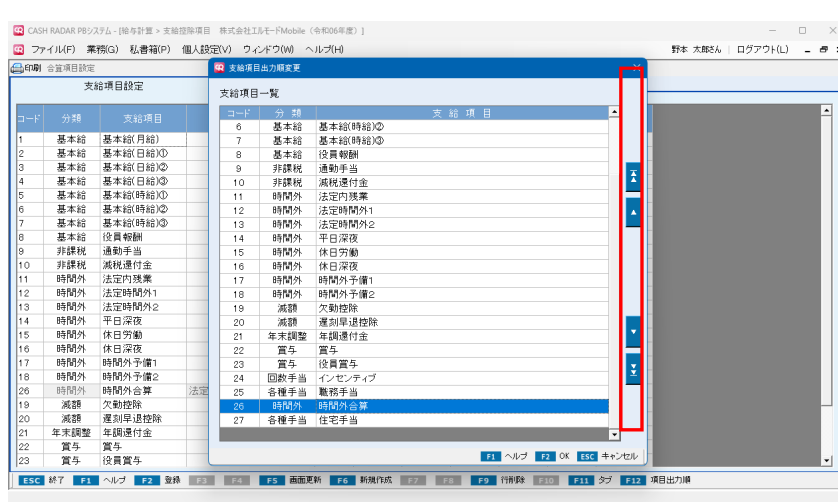 CASH RADAR PBシステム - [給与計算 > 支給控除項目 株式会社エルモ-ドMobile (令和06年度) ]
ファイル(F) 業務(G) 私書箱(P) 個人設定(V) ウィンドウ(W) ヘルプ(H) 野本 太郎さん ログアウト(L)
印刷 合算項目設定
支給項目設定
コード 分類 支給項目
1 基本給 基本給(月給)
2 基本給 基本給(日給)①
3 基本給 基本給(日給)②
4 基本給 基本給(日給)③
5 基本給 基本給(時給)①
6 基本給 基本給(時給)②
7 基本給 基本給(時給)③
8 基本給 役員報酬
9 非課税 通勤手当
10 非課税 減税還付金
11 時間外 法定内残業
12 時間外 法定時間外1
13 時間外 法定時間外2
14 時間外 平日深夜
15 時間外 休日労働
16 時間外 休日深夜
17 時間外 時間外予備1
18 時間外 時間外予備2
26 時間外 時間外合算 法定
19 減額 欠勤控除
20 減額 遅刻早退控除
21 年末調整 年調還付金
22 賞与 賞与
23 賞与 役員賞与
支給項目出力順変更
支給項目一覧
コード 分 類 支 給 項 目
6 基本給 基本給(時給)②
7 基本給 基本給(時給)③
8 基本給 役員報酬
9 非課税 通勤手当
10 非課税 減税還付金
11 時間外 法定内残業
12 時間外 法定時間外1
13 時間外 法定時間外2
14 時間外 平日深夜
15 時間外 休日労働
16 時間外 休日深夜
17 時間外 時間外予備1
18 時間外 時間外予備2
19 減額 欠勤控除
20 減額 遅刻早退控除
21 年末調整 年調還付金
22 賞与 賞与
23 賞与 役員賞与
24 回数手当 インセンティブ
25 各種手当 職務手当
26 時間外 時間外合算
27 各種手当 住宅手当
F1 ヘルプ F2 OK ESC キャンセル
ESC 終了 F1 ヘルプ F2 登録 F3 F4 F5 画面更新 F6 新規作成 F7 F8 F9 行削除 F10 F11 タブ F12 項目出力順